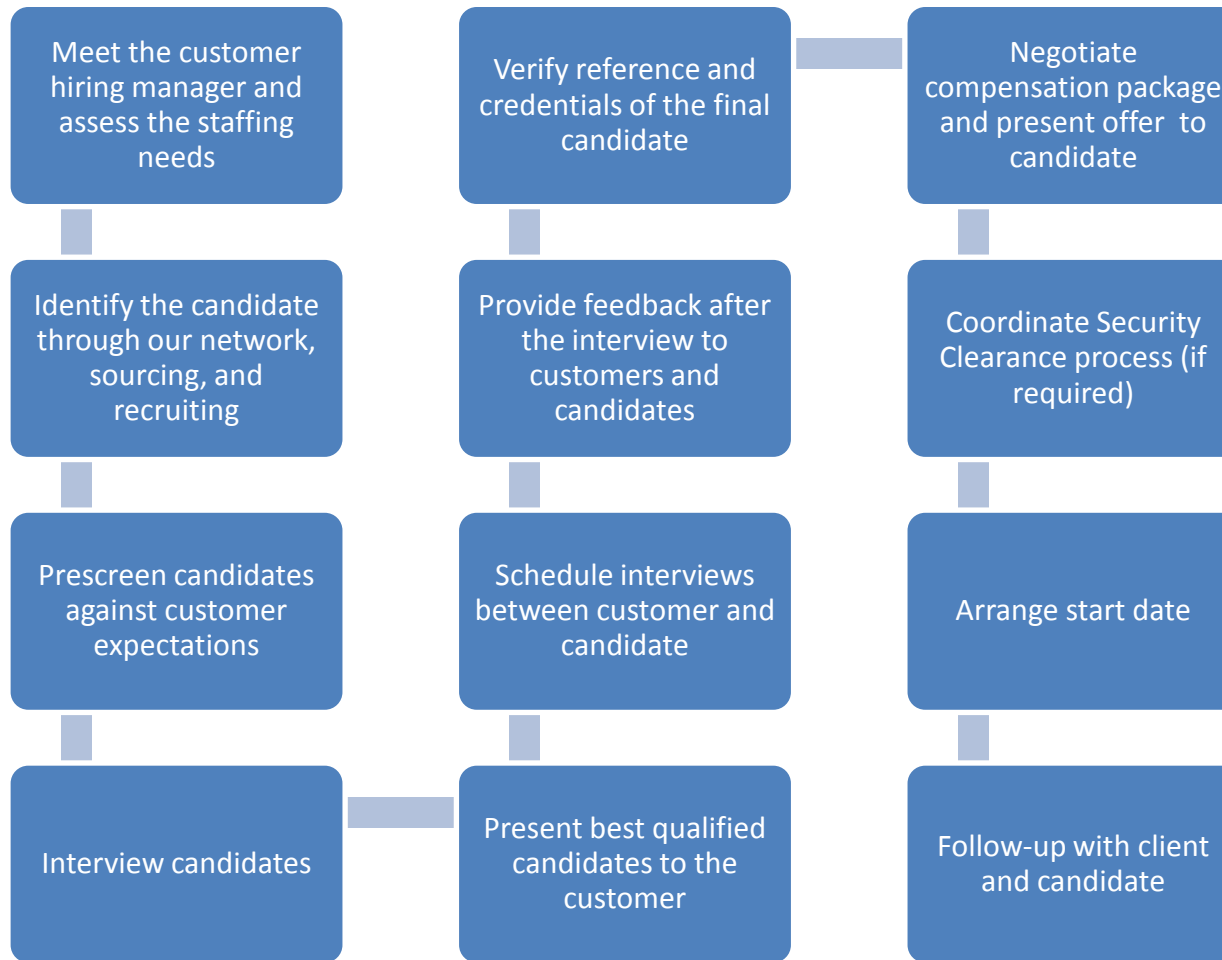 Meet the customer
hiring manager and
assess the staffing
needs
Identify the candidate
through our network,
sourcing, and
recruiting
Prescreen candidates
against customer
expectations
Interview candidates
Present best qualified
candidates to the
customer
Schedule interviews
between customer and
candidate
Provide feedback after
the interview to
customers and
candidates
Verify reference and
credentials of the final
candidate
Negotiate
compensation package
and present offer  to
candidate
Coordinate Security
Clearance process (if
required)
Arrange start date
Follow-up with client
and candidate